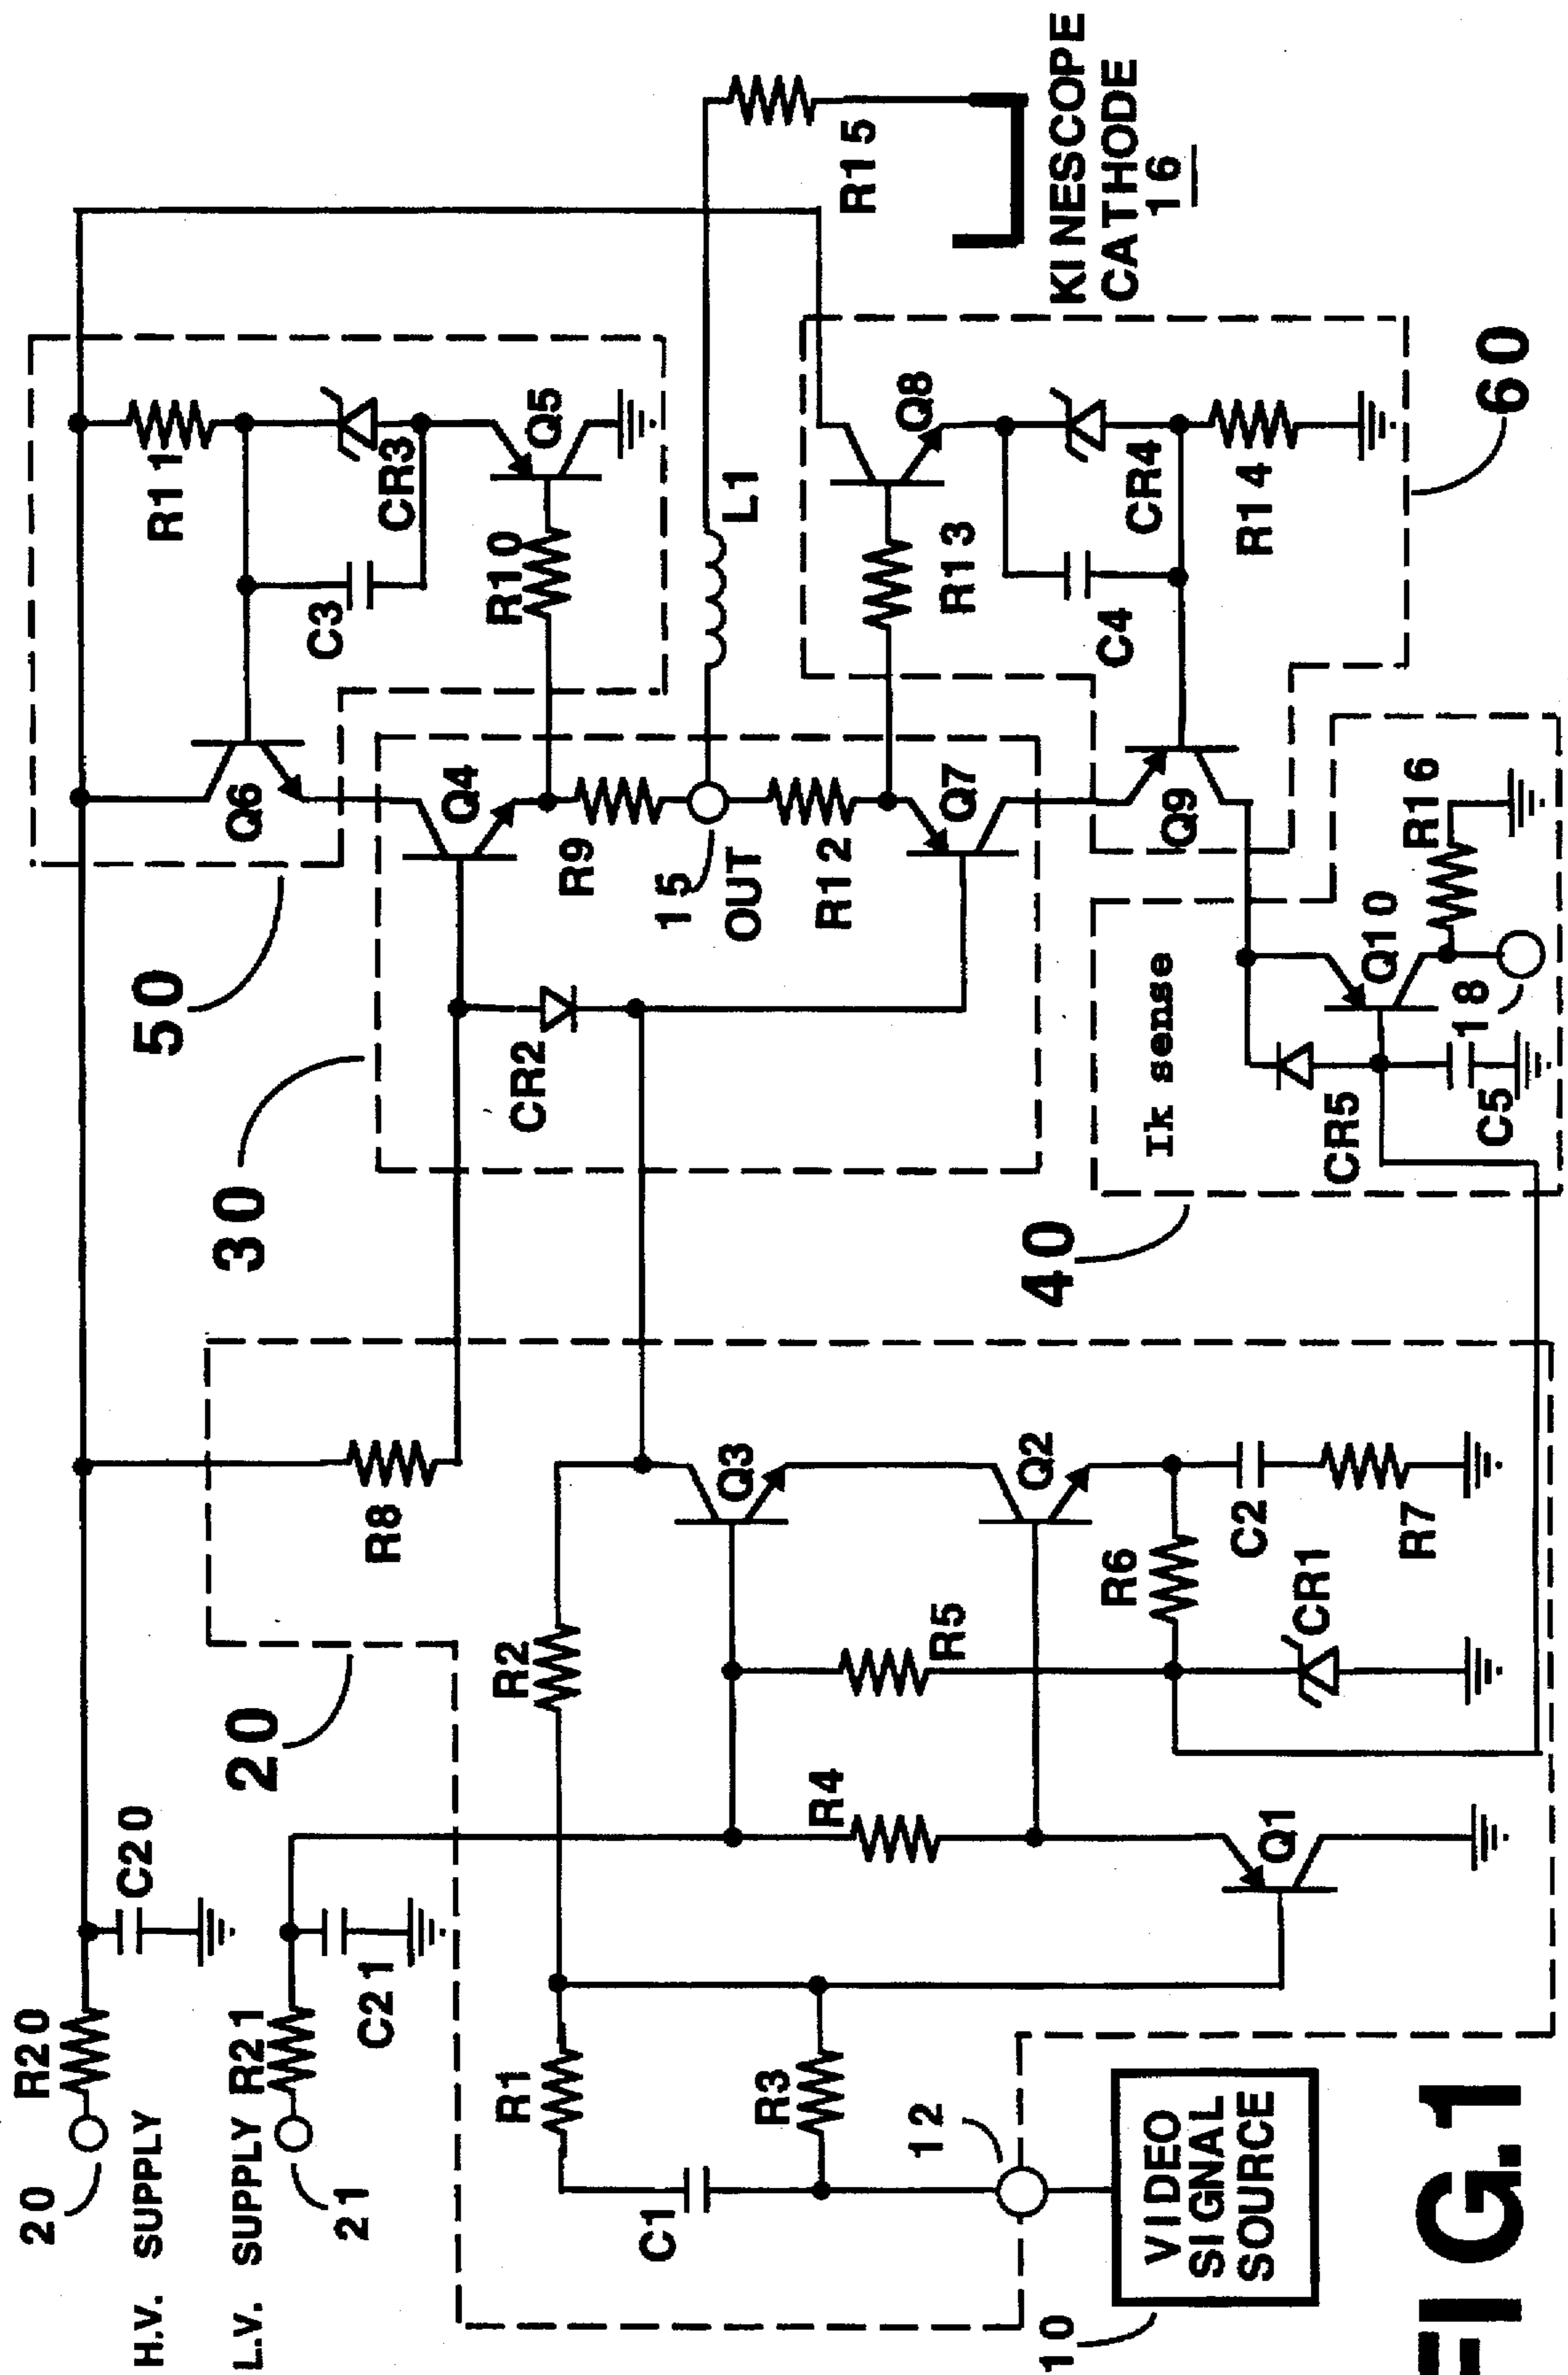 20
R20
C20
H.V. SUPPLY
L.V. SUPPLY
R21
21
C21
20
R8
30
50
Q6
R11
C3
CR3
Q5
R10
Q4
R9
15
OUT
CR2
R12
Q7
L1
R15
KINESCOPE
CATHODE
16
R13
Q8
C4
CR4
R14
60
Q9
R1
R2
C1
R3
R4
R5
Q3
Q2
R6
C2
R7
CR1
Q1
12
10
VIDEO
SIGNAL
SOURCE
40
Ik sense
CR5
C5
Q10
18
R16
FIG.1